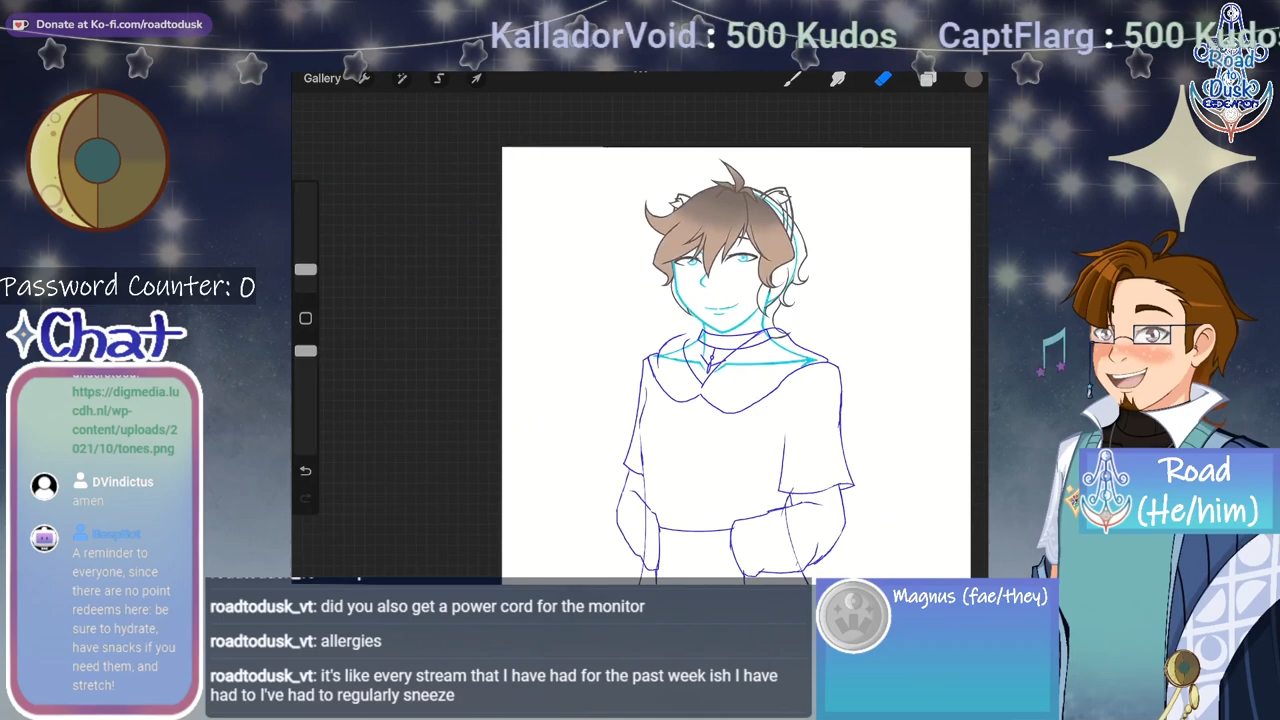 Donate at Ko-fi.com/roadtodusk
KalladorVoid : 500 Kudos CaptFlarg : 500 Kudos
Road
to
Dusk
Gallery
Password Counter: 0
Chat
https://digmedia.lu
cdh.nl/wp-
content/uploads/2
021/10/tones.png
DVindictus
amen
A reminder to
everyone, since
there are no point
redeems here: be
sure to hydrate,
have snacks if you
need them, and
stretch!
roadtodusk_vt: did you also get a power cord for the monitor
roadtodusk_vt: allergies
roadtodusk_vt: it's like every stream that I have had for the past week ish I have
had to I've had to regularly sneeze
Magnus (fae/they)
Road
(He/him)